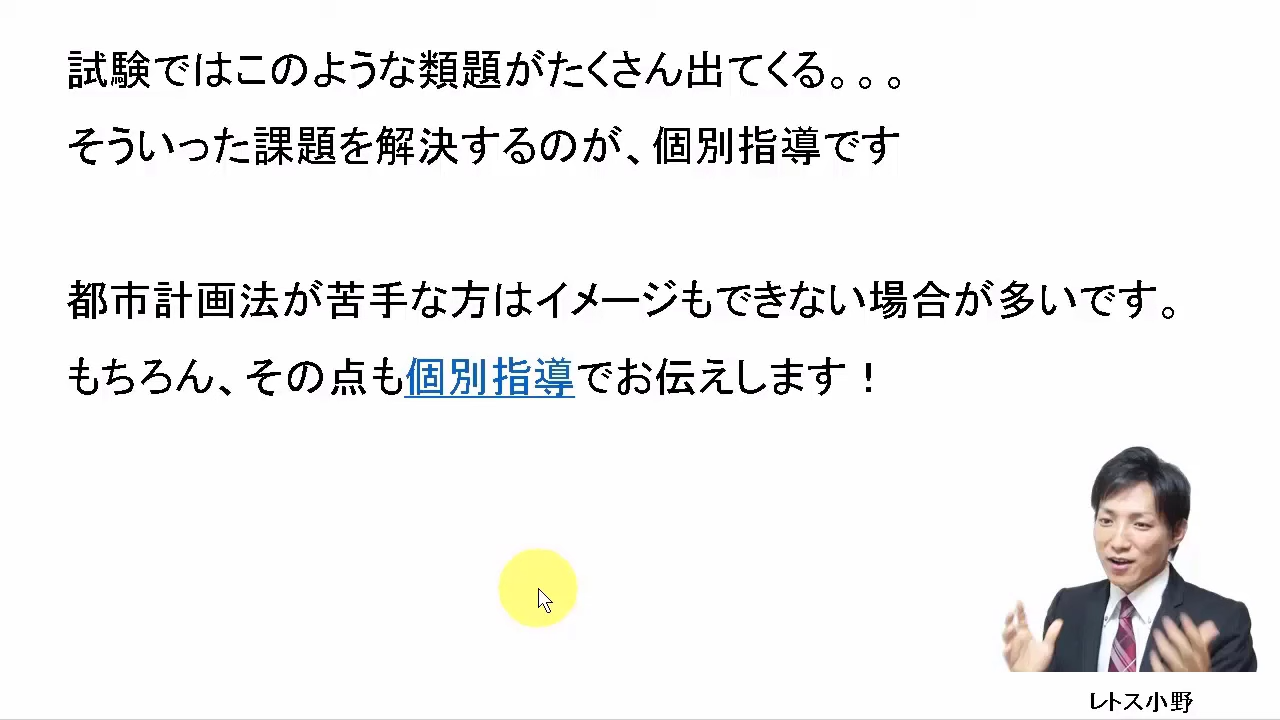 試験ではこのような類題がたくさん出てくる。。。
そういった課題を解決するのが、個別指導です
都市計画法が苦手な方はイメージもできない場合が多いです。
もちろん、その点も個別指導でお伝えします！
レトス小野